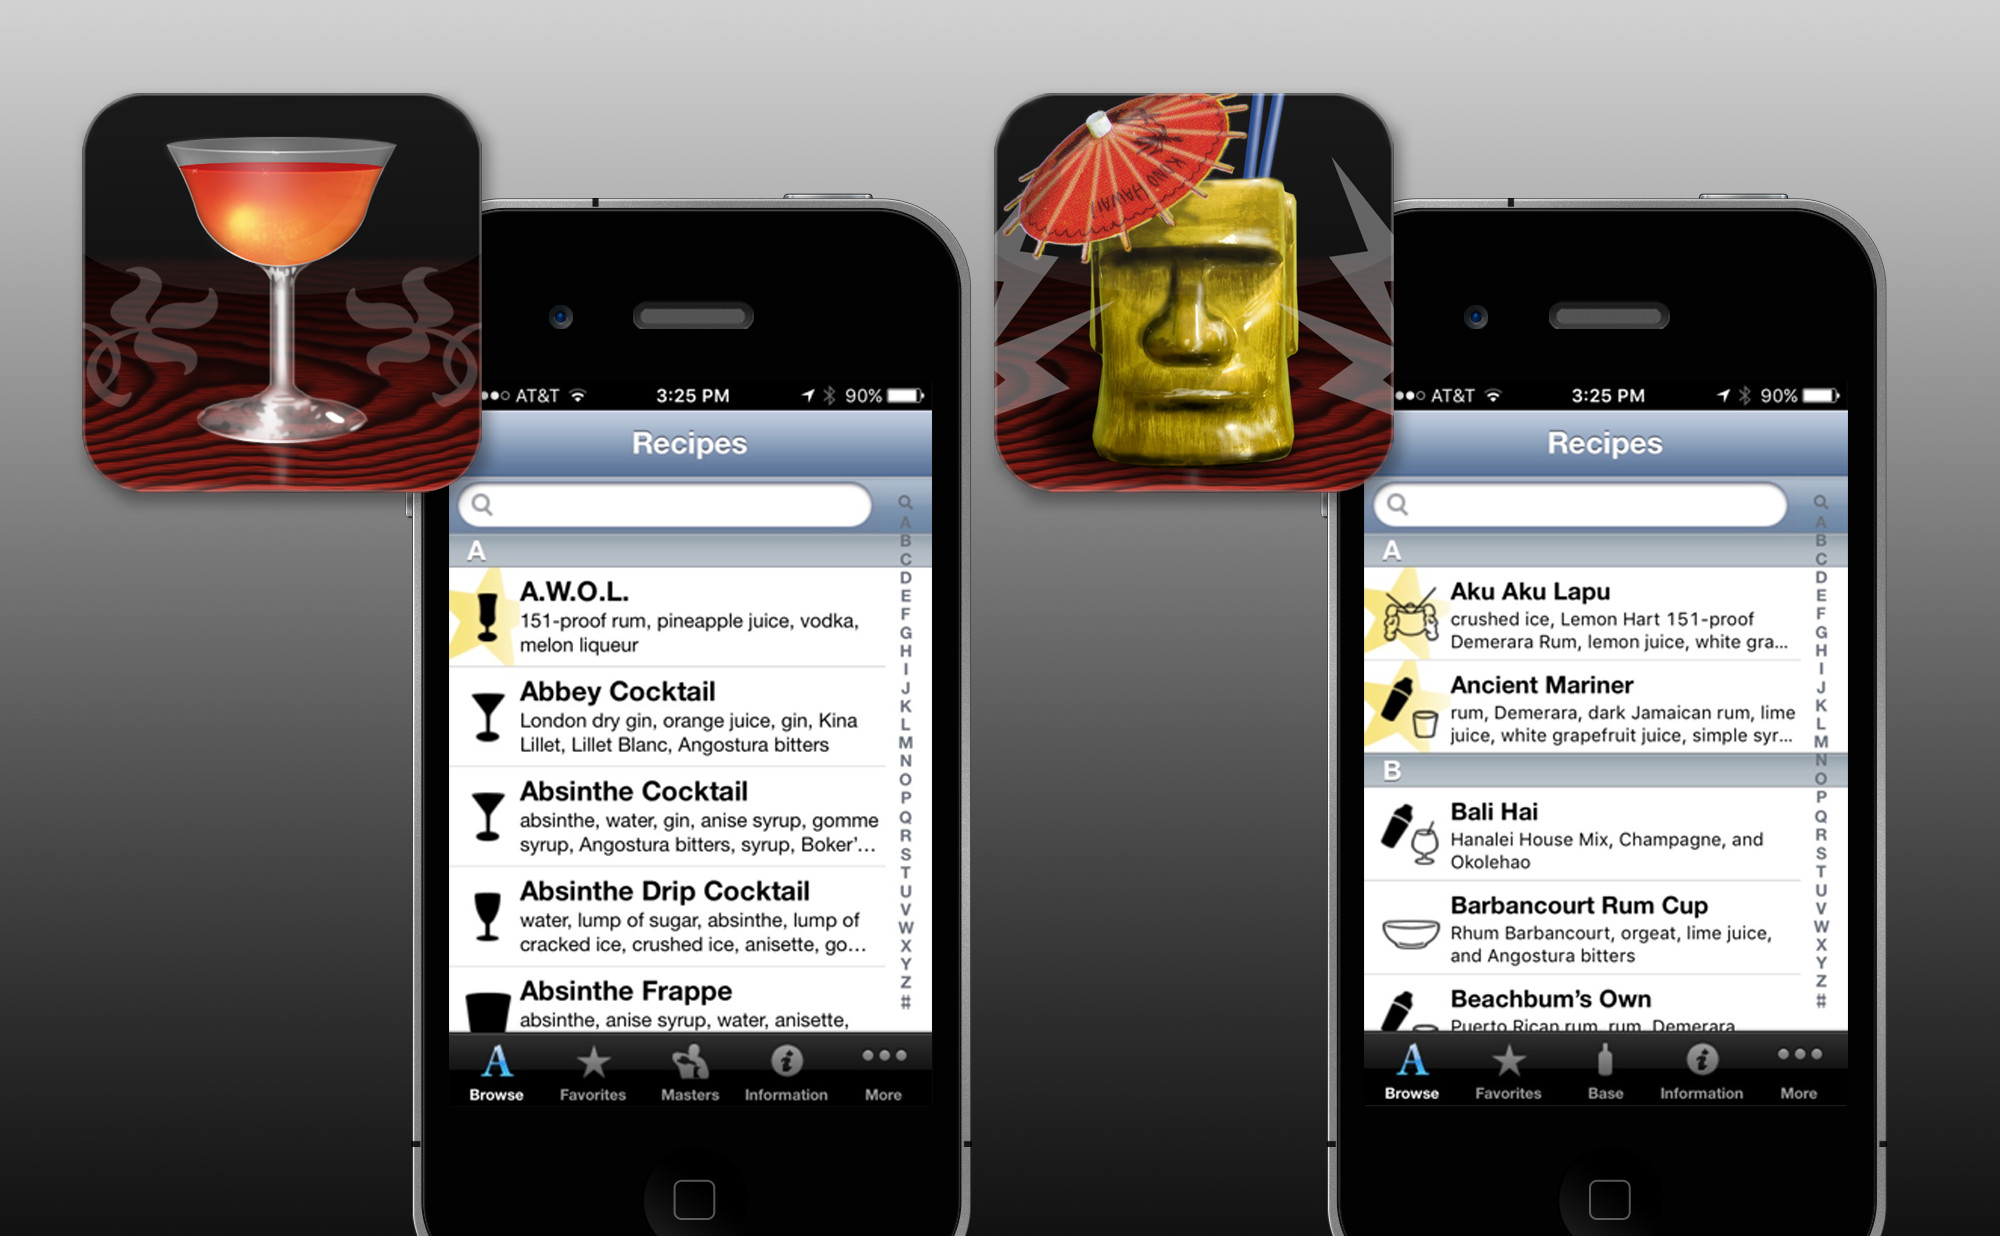 KONO HAWAII
AT&T 3:25 PM 90%
Recipes
A
A.W.O.L.
151-proof rum, pineapple juice, vodka,
melon liqueur
Abbey Cocktail
London dry gin, orange juice, gin, Kina
Lillet, Lillet Blanc, Angostura bitters
Absinthe Cocktail
absinthe, water, gin, anise syrup, gomme
syrup, Angostura bitters, syrup, Boker’...
Absinthe Drip Cocktail
water, lump of sugar, absinthe, lump of
cracked ice, crushed ice, anisette, go...
Absinthe Frappe
absinthe, anise syrup, water, anisette,
A
B
C
D
E
F
G
H
I
J
K
L
M
N
O
P
Q
R
S
T
U
V
W
X
Y
Z
#
A
Browse Favorites Masters Information More
AT&T 3:25 PM 90%
Recipes
A
Aku Aku Lapu
crushed ice, Lemon Hart 151-proof
Demerara Rum, lemon juice, white gra...
Ancient Mariner
rum, Demerara, dark Jamaican rum, lime
juice, white grapefruit juice, simple syr...
B
Bali Hai
Hanalei House Mix, Champagne, and
Okolehao
Barbancourt Rum Cup
Rhum Barbancourt, orgeat, lime juice,
and Angostura bitters
Beachbum’s Own
Puerto Rican rum, rum, Demerara
A
B
C
D
E
F
G
H
I
J
K
L
M
N
O
P
Q
R
S
T
U
V
W
X
Y
Z
#
A
Browse Favorites Base Information More